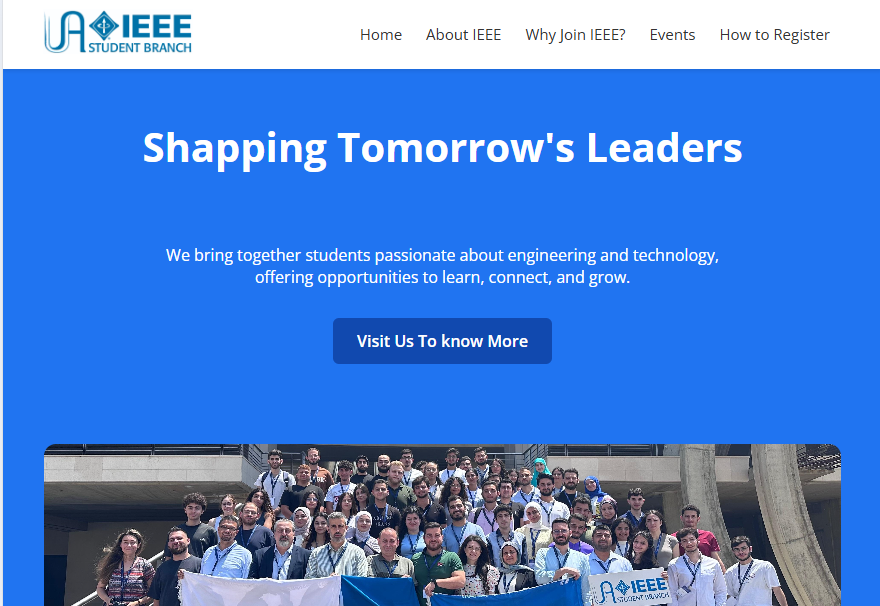 UA IEEE
STUDENT BRANCH
Home About IEEE Why Join IEEE? Events How to Register
Shapping Tomorrow's Leaders
We bring together students passionate about engineering and technology,
offering opportunities to learn, connect, and grow.
Visit Us To know More
UA IEEE
STUDENT BRANCH